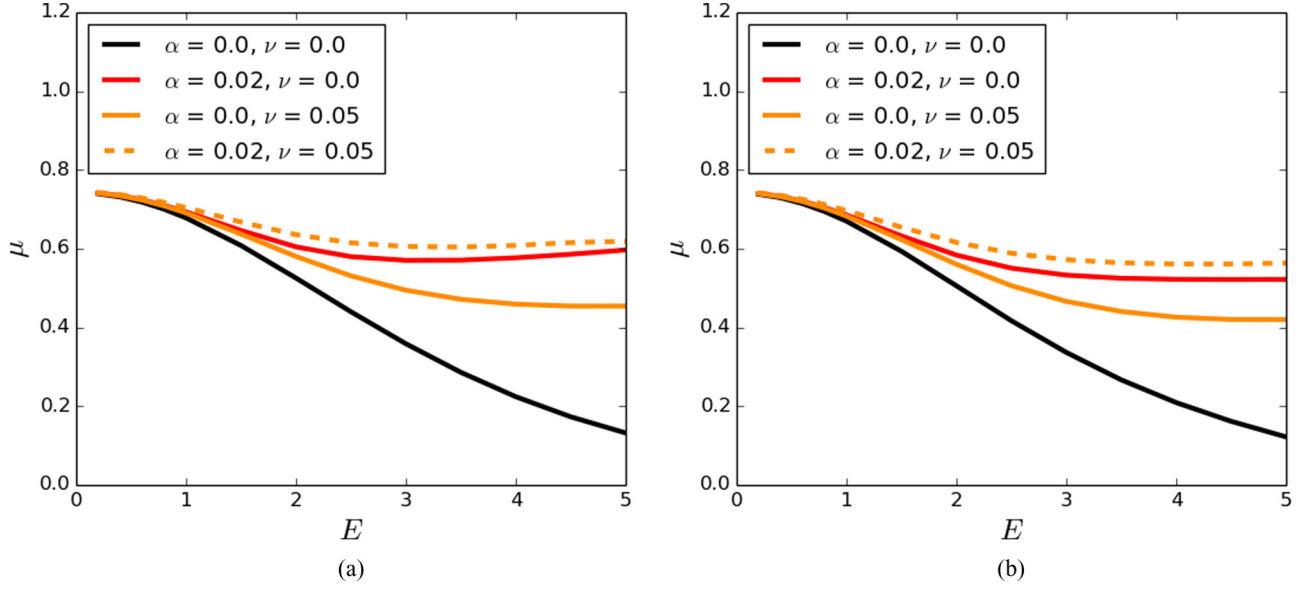 1.2
1.0
0.8
0.6
0.4
0.2
0.0
μ
α = 0.0, ν = 0.0
α = 0.02, ν = 0.0
α = 0.0, ν = 0.05
α = 0.02, ν = 0.05
0 1 2 3 4 5
E
(a)
1.2
1.0
0.8
0.6
0.4
0.2
0.0
μ
α = 0.0, ν = 0.0
α = 0.02, ν = 0.0
α = 0.0, ν = 0.05
α = 0.02, ν = 0.05
0 1 2 3 4 5
E
(b)